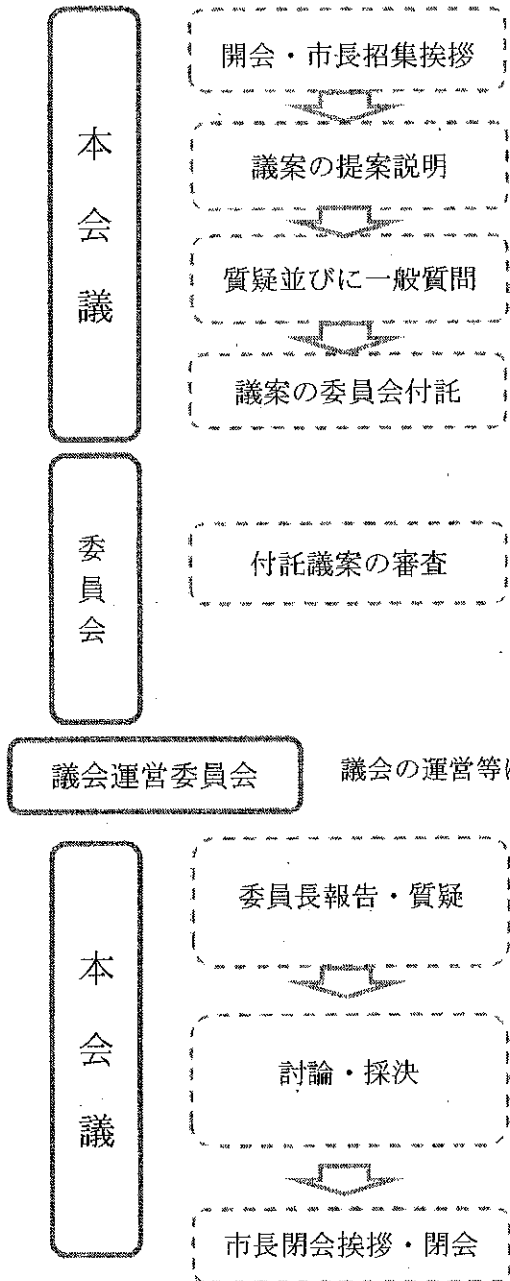 本会議
開会・市長招集挨拶
議案の提案説明
質疑並びに一般質問
議案の委員会付託
委員会
付託議案の審査
議会運営委員会
議会の運営等
本会議
委員長報告・質疑
討論・採決
市長閉会挨拶・閉会